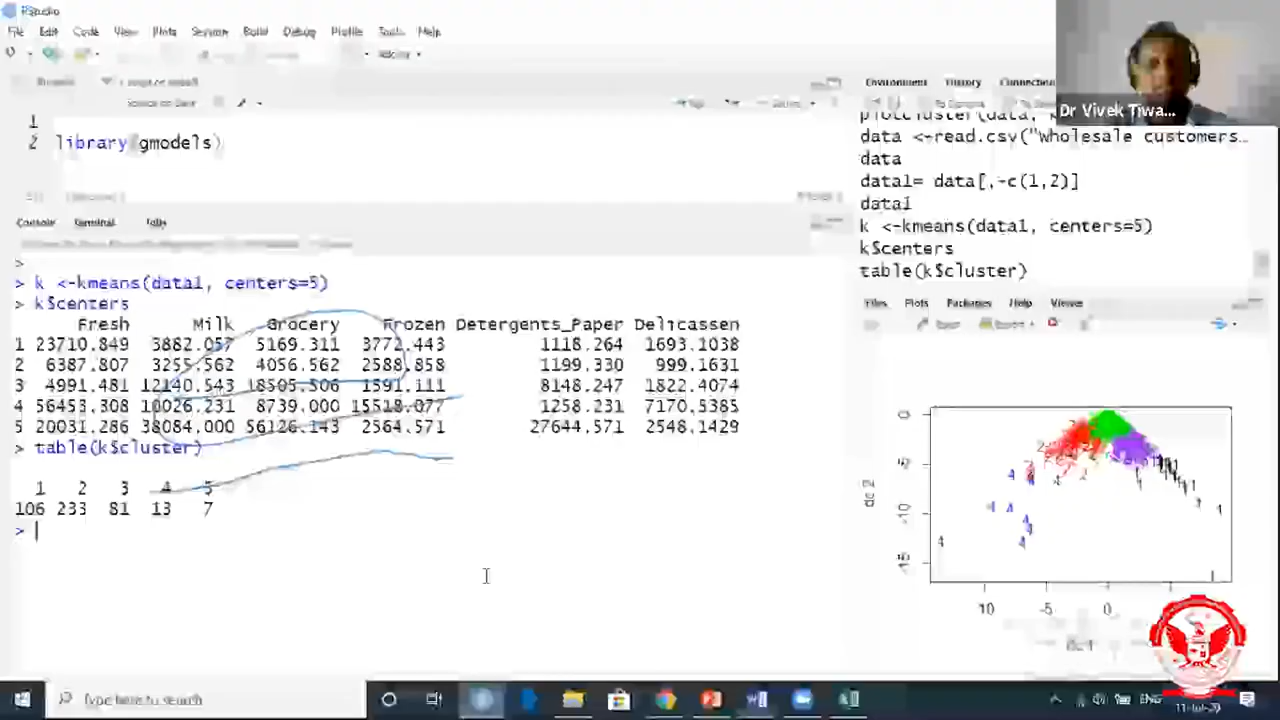 RStudio
File Edit Code View Plots Session Build Debug Profile Tools Help
1
2 library(gmodels)
Console Terminal
>
> k <-kmeans(data1, centers=5)
> k$centers
Fresh Milk Grocery Frozen Detergents_Paper Delicassen
1 23710.849 3882.057 5169.311 3772.443 1118.264 1693.1038
2 6387.807 3255.562 4056.562 2588.858 1199.330 999.1631
3 4991.481 12140.543 18505.506 1591.111 8148.247 1822.4074
4 56453.308 10026.231 8739.000 15518.077 1258.231 7170.5385
5 20031.286 38084.000 56126.143 2564.571 27644.571 2548.1429
> table(k$cluster)
1 2 3 4 5
106 233 81 13 7
>
Environment History
data <-read.csv("Wholesale customers...
data
data1= data[,-c(1,2)]
data1
k <-kmeans(data1, centers=5)
k$centers
table(k$cluster)
Files Plots Packages Help Viewer
0
-5
-10
-15
dc 2
10 -5 0
Dr Vivek Tiwa...
Type here to search
ENG